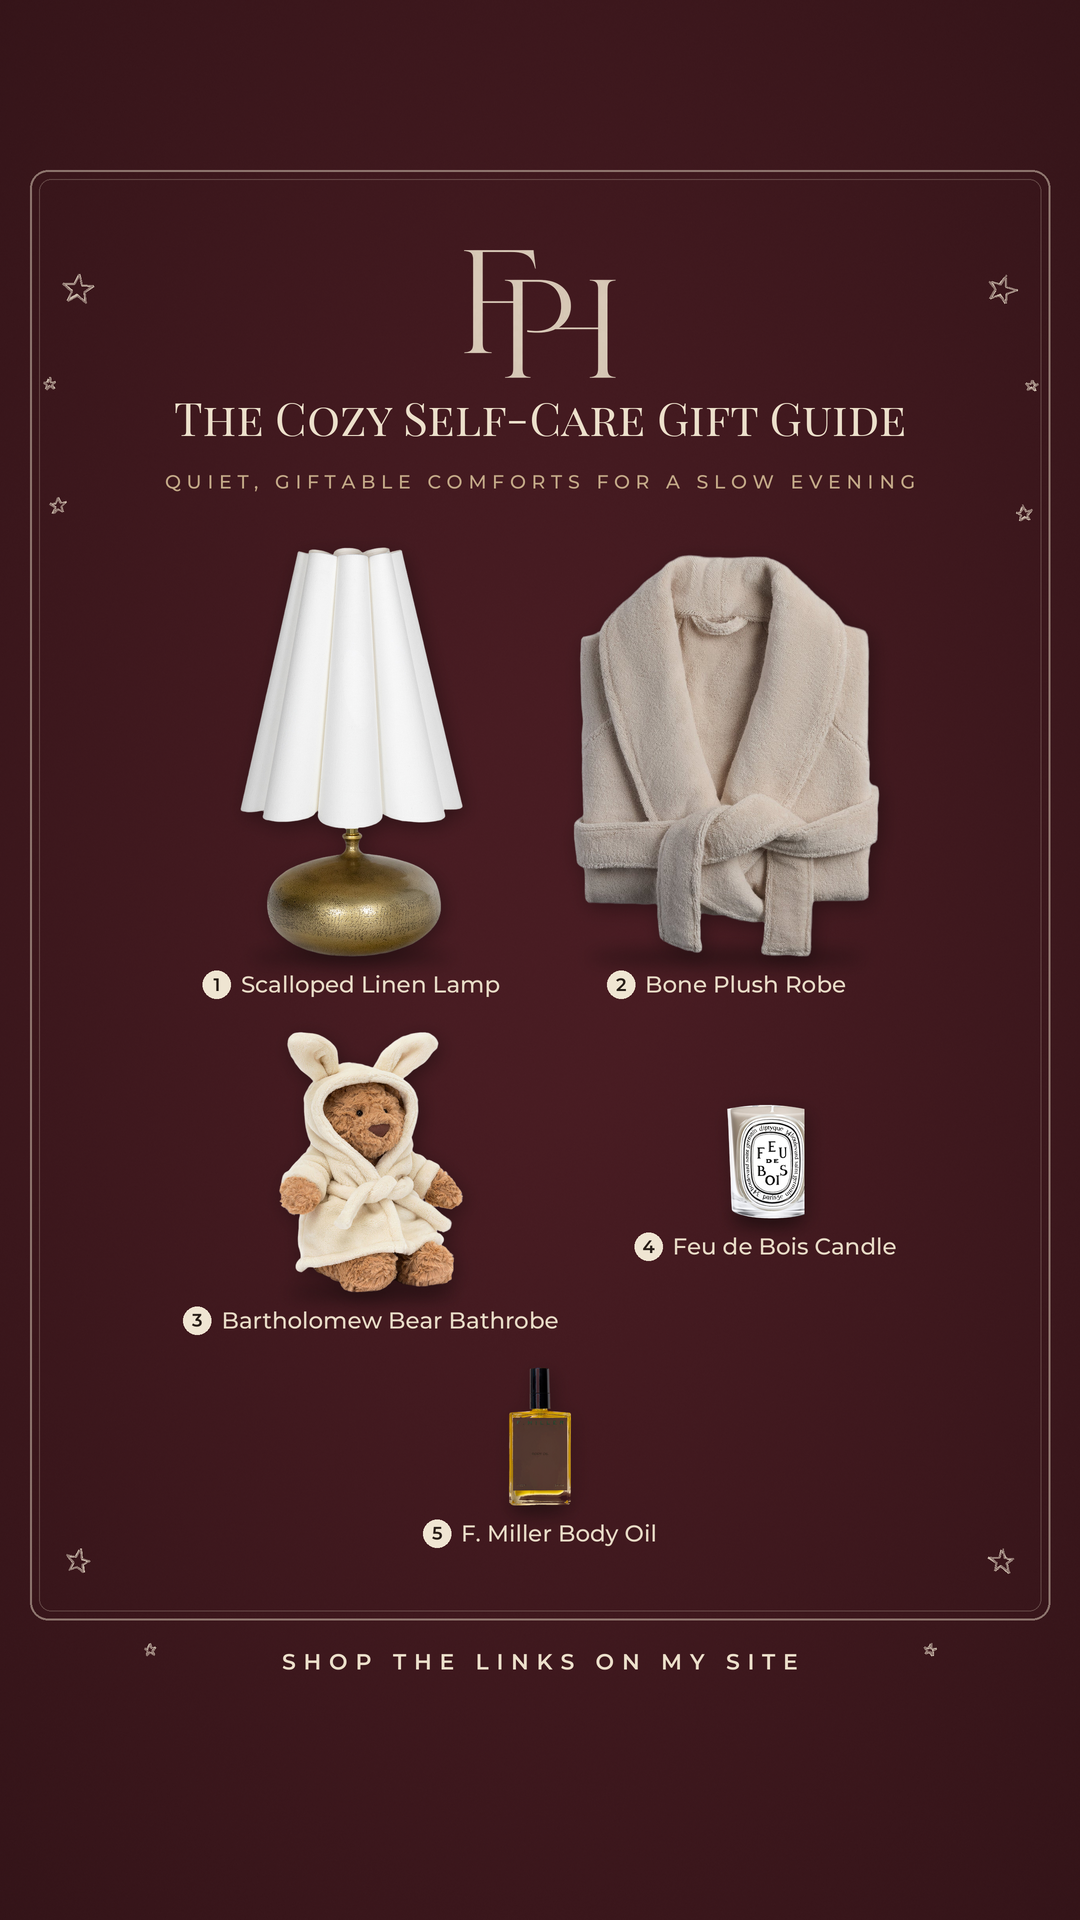 FPH
The Cozy Self-Care Gift Guide
QUIET, GIFTABLE COMFORTS FOR A SLOW EVENING
1 Scalloped Linen Lamp
2 Bone Plush Robe
3 Bartholomew Bear Bathrobe
FEU
DE
BOIS
4 Feu de Bois Candle
5 F. Miller Body Oil
SHOP THE LINKS ON MY SITE